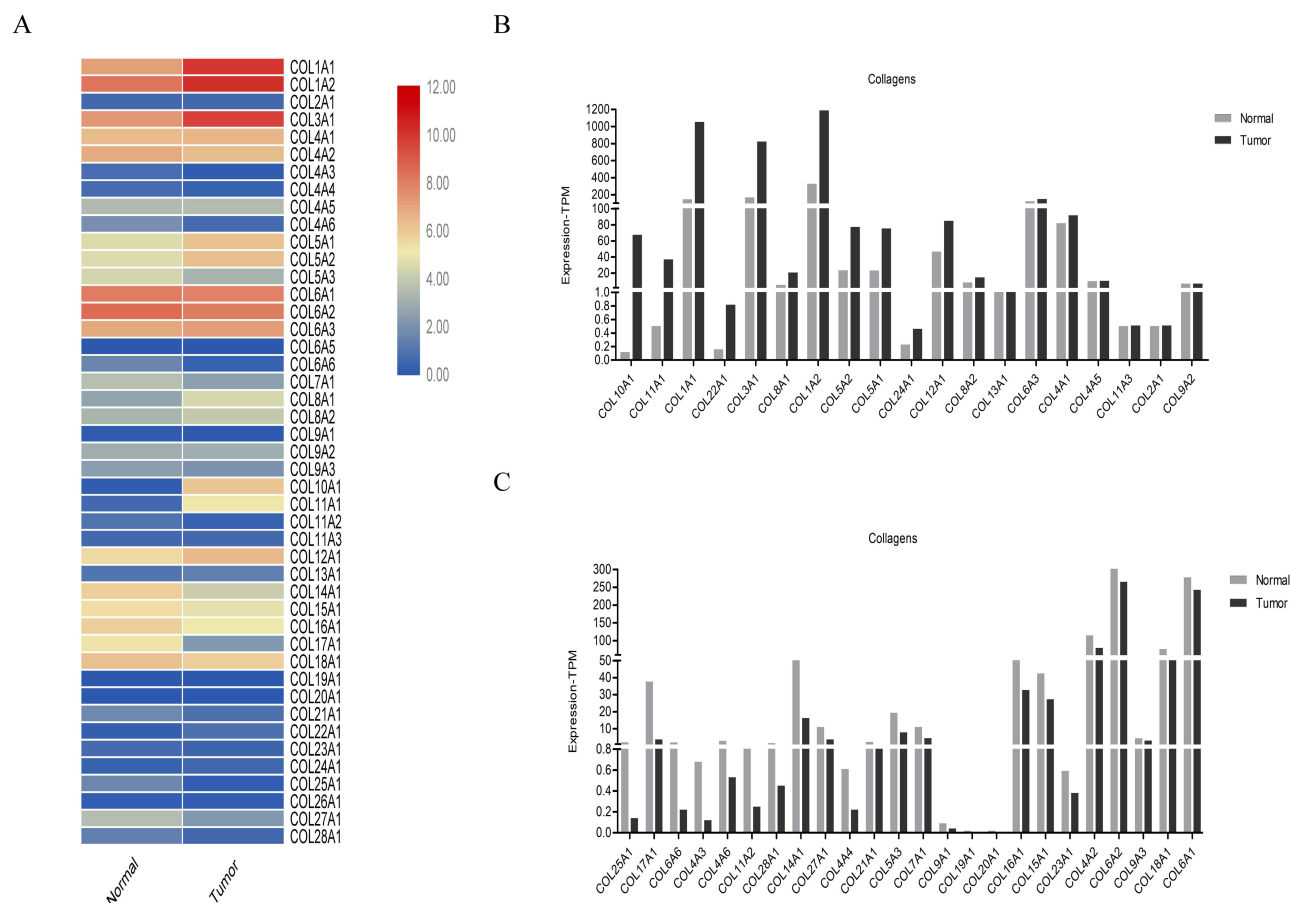 A
COL1A1
COL1A2
COL2A1
COL3A1
COL4A1
COL4A2
COL4A3
COL4A4
COL4A5
COL4A6
COL5A1
COL5A2
COL5A3
COL6A1
COL6A2
COL6A3
COL6A5
COL6A6
COL7A1
COL8A1
COL8A2
COL9A1
COL9A2
COL9A3
COL10A1
COL11A1
COL11A2
COL11A3
COL12A1
COL13A1
COL14A1
COL15A1
COL16A1
COL17A1
COL18A1
COL19A1
COL20A1
COL21A1
COL22A1
COL23A1
COL24A1
COL25A1
COL26A1
COL27A1
COL28A1
Normal Tumor
12.00
10.00
8.00
6.00
4.00
2.00
0.00
B
Collagens
Normal
Tumor
Expression-TPM
1200
1000
800
600
400
200
100
80
60
40
20
1.0
0.8
0.6
0.4
0.2
0.0
COL10A1 COL11A1 COL1A1 COL22A1 COL3A1 COL8A1 COL1A2 COL5A2 COL5A1 COL24A1 COL12A1 COL8A2 COL13A1 COL6A3 COL4A1 COL4A5 COL11A3 COL2A1 COL9A2
C
Collagens
Normal
Tumor
Expression-TPM
300
250
200
150
100
50
40
30
20
10
0.8
0.6
0.4
0.2
0.0
COL25A1 COL17A1 COL6A6 COL4A3 COL4A6 COL11A2 COL28A1 COL14A1 COL27A1 COL4A4 COL21A1 COL5A3 COL7A1 COL9A1 COL19A1 COL20A1 COL16A1 COL15A1 COL23A1 COL4A2 COL6A2 COL9A3 COL18A1 COL6A1